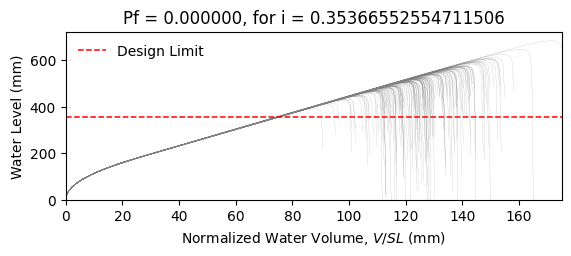 Pf = 0.000000, for i = 0.35366552554711506
Design Limit
Water Level (mm)
600
400
200
0
0 20 40 60 80 100 120 140 160
Normalized Water Volume, V/SL (mm)